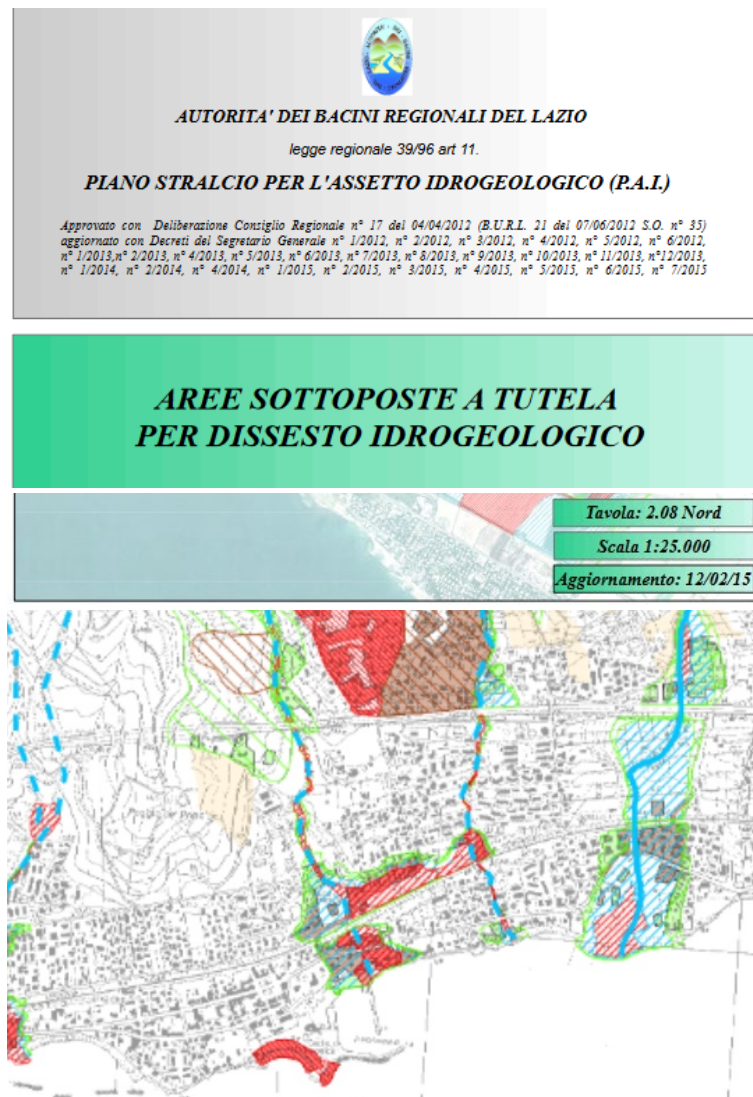 AUTORITA' DEI BACINI REGIONALI DEL LAZIO
legge regionale 39/96 art 11.
PIANO STRALCIO PER L'ASSETTO IDROGEOLOGICO (P.A.I.)
Approvato con Deliberazione Consiglio Regionale n° 17 del 04/04/2012 (B.U.R.L. 21 del 07/06/2012 S.O. n° 35)
aggiornato con Decreti del Segretario Generale n° 1/2012, n° 2/2012, n° 3/2012, n° 4/2012, n° 5/2012, n° 6/2012,
n° 1/2013,n° 2/2013, n° 4/2013, n° 5/2013, n° 6/2013, n° 7/2013, n° 8/2013, n° 9/2013, n° 10/2013, n° 11/2013, n°12/2013,
n° 1/2014, n° 2/2014, n° 4/2014, n° 1/2015, n° 2/2015, n° 3/2015, n° 4/2015, n° 5/2015, n° 6/2015, n° 7/2015
AREE SOTTOPOSTE A TUTELA
PER DISSESTO IDROGEOLOGICO
Tavola: 2.08 Nord
Scala 1:25.000
Aggiornamento: 12/02/15